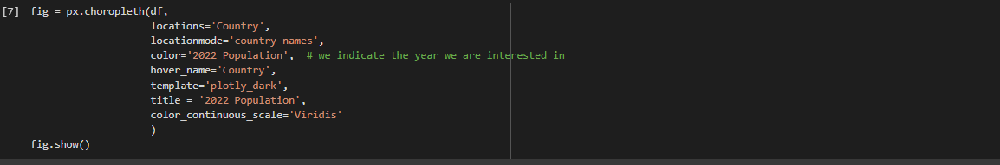 [7] fig = px.choropleth(df,
locations='Country',
locationmode='country names',
color='2022 Population',  # we indicate the year we are interested in
hover_name='Country',
template='plotly_dark',
title = '2022 Population',
color_continuous_scale='Viridis'
)
fig.show()